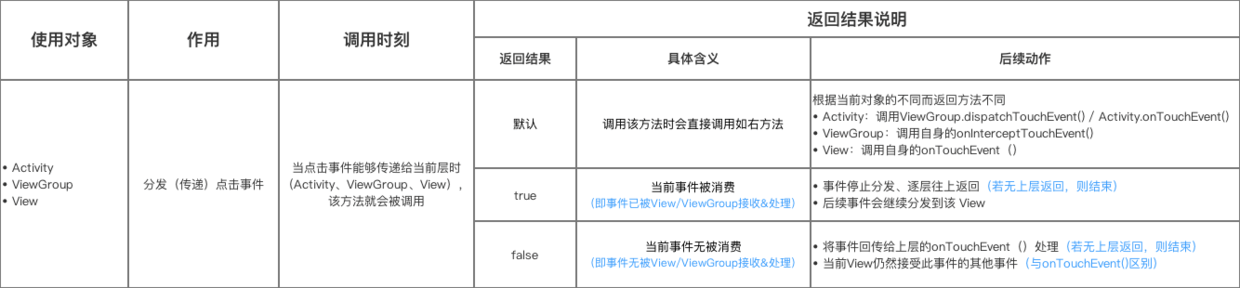 使用对象
作用
调用时刻
返回结果说明
返回结果
具体含义
后续动作
• Activity
• ViewGroup
• View
分发（传递）点击事件
当点击事件能够传递给当前层时
（Activity、ViewGroup、View），
该方法就会被调用
默认
调用该方法时会直接调用如右方法
根据当前对象的不同而返回方法不同
• Activity：调用ViewGroup.dispatchTouchEvent() / Activity.onTouchEvent()
• ViewGroup：调用自身的onInterceptTouchEvent()
• View：调用自身的onTouchEvent（）
true
当前事件被消费
（即事件已被View/ViewGroup接收&处理）
• 事件停止分发、逐层往上返回（若无上层返回，则结束）
• 后续事件会继续分发到该 View
false
当前事件无被消费
（即事件无被View/ViewGroup接收&处理）
• 将事件回传给上层的onTouchEvent（）处理（若无上层返回，则结束）
• 当前View仍然接受此事件的其他事件（与onTouchEvent()区别）